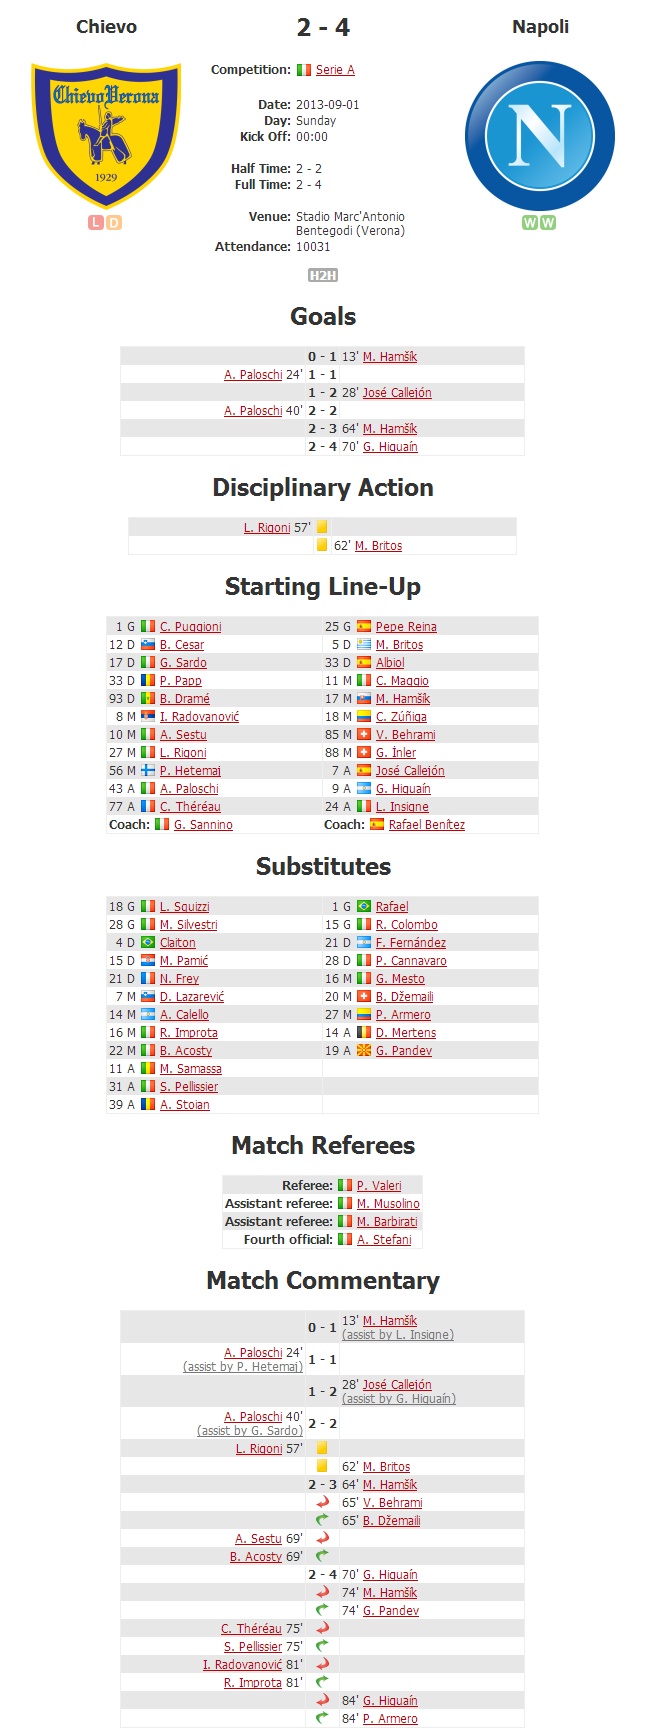 Chievo
2 - 4
Napoli
ChievoVerona
1929
N
Competition: Serie A
Date: 2013-09-01
Day: Sunday
Kick Off: 00:00
Half Time: 2 - 2
Full Time: 2 - 4
Venue: Stadio Marc'Antonio
Bentegodi (Verona)
Attendance: 10031
L D
W W
H2H
Goals
0 - 1 13' M. Hamšík
A. Paloschi 24' 1 - 1
1 - 2 28' José Callejón
A. Paloschi 40' 2 - 2
2 - 3 64' M. Hamšík
2 - 4 70' G. Higuaín
Disciplinary Action
L. Rigoni 57'
62' M. Britos
Starting Line-Up
1 G C. Puggioni 25 G Pepe Reina
12 D B. Cesar 5 D M. Britos
17 D G. Sardo 33 D Albiol
33 D P. Papp 11 M C. Maggio
93 D B. Dramé 17 M M. Hamšík
8 M I. Radovanović 18 M C. Zúñiga
10 M A. Sestu 85 M V. Behrami
27 M L. Rigoni 88 M G. İnler
56 M P. Hetemaj 7 A José Callejón
43 A A. Paloschi 9 A G. Higuaín
77 A C. Théréau 24 A L. Insigne
Coach: G. Sannino Coach: Rafael Benítez
Substitutes
18 G L. Squizzi 1 G Rafael
28 G M. Silvestri 15 G R. Colombo
4 D Claiton 21 D F. Fernández
15 D M. Pamić 28 D P. Cannavaro
21 D N. Frey 16 M G. Mesto
7 M D. Lazarević 20 M B. Džemaili
14 M A. Calello 27 M P. Armero
16 M R. Improta 14 A D. Mertens
22 M B. Acosty 19 A G. Pandev
11 A M. Samassa
31 A S. Pellissier
39 A A. Stoian
Match Referees
Referee: P. Valeri
Assistant referee: M. Musolino
Assistant referee: M. Barbirati
Fourth official: A. Stefani
Match Commentary
0 - 1 13' M. Hamšík
(assist by L. Insigne)
A. Paloschi 24' 1 - 1
(assist by P. Hetemaj)
1 - 2 28' José Callejón
(assist by G. Higuaín)
A. Paloschi 40' 2 - 2
(assist by G. Sardo)
L. Rigoni 57'
62' M. Britos
2 - 3 64' M. Hamšík
65' V. Behrami
65' B. Džemaili
A. Sestu 69'
B. Acosty 69'
2 - 4 70' G. Higuaín
74' M. Hamšík
74' G. Pandev
C. Théréau 75'
S. Pellissier 75'
I. Radovanović 81'
R. Improta 81'
84' G. Higuaín
84' P. Armero